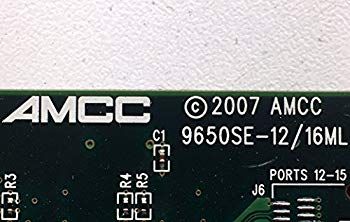 AMCC © 2007 AMCC
9650SE-12/16ML
C1
PORTS 12-15
J6
R3 R4 R5